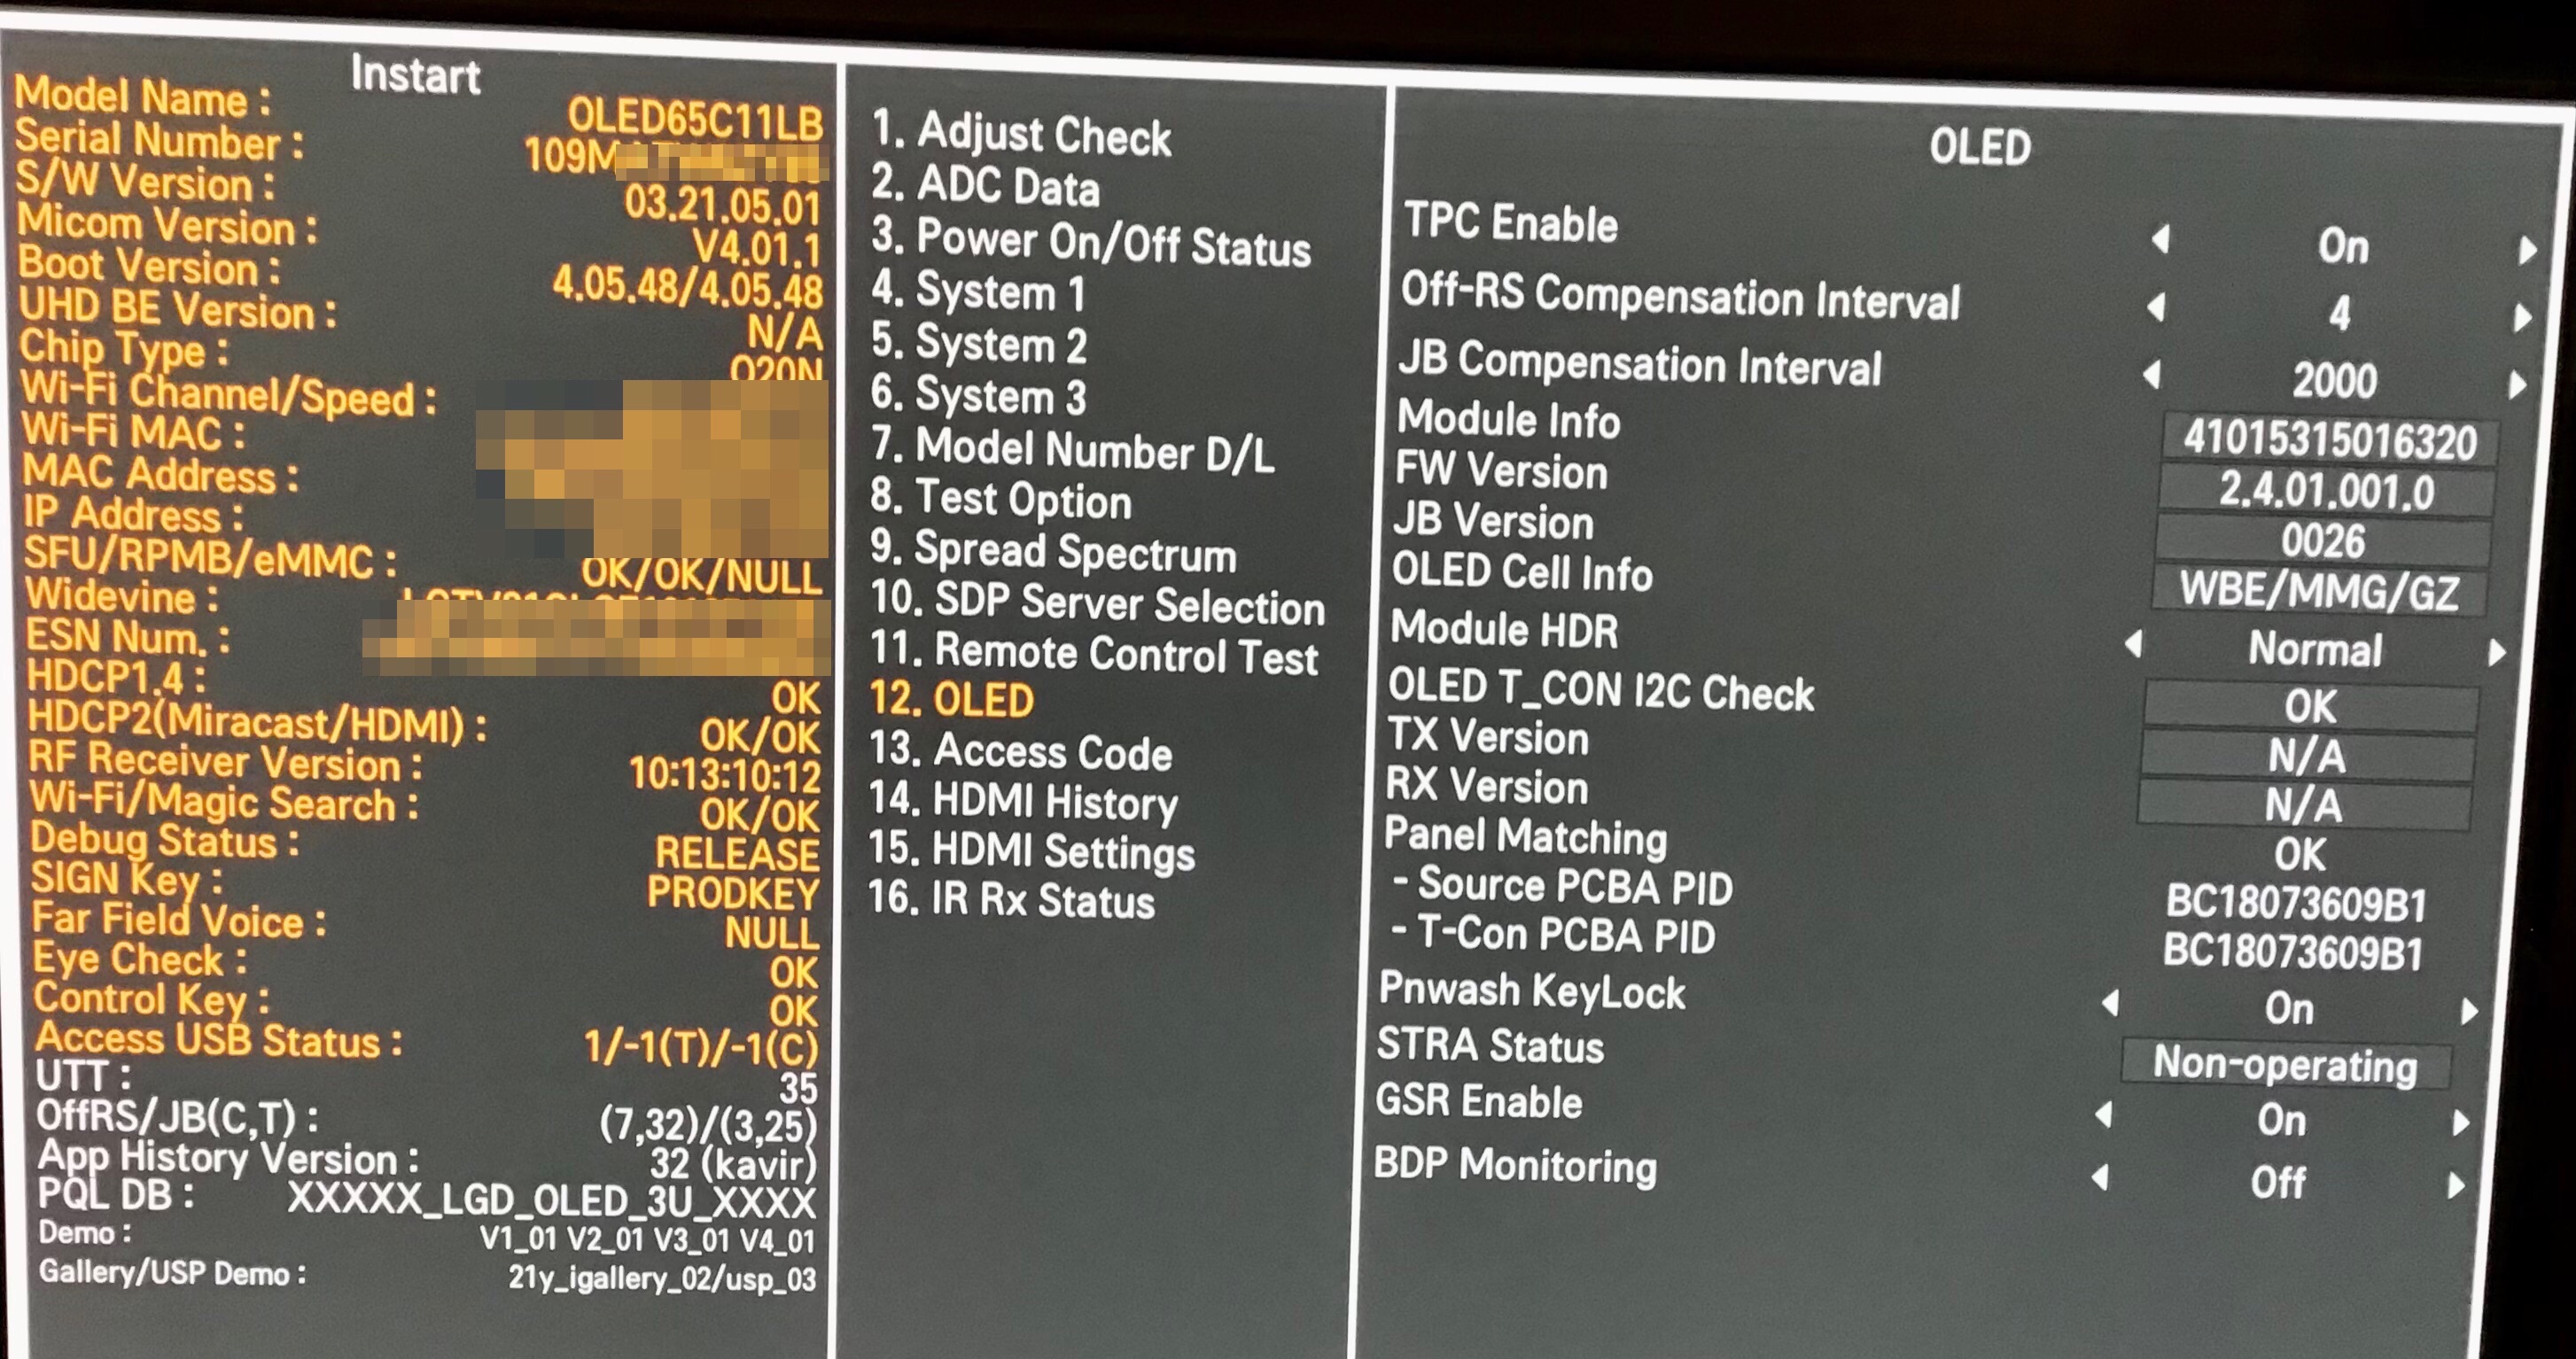 Instart
Model Name : OLED65C11LB
Serial Number : 109M
S/W Version : 03.21.05.01
Micom Version : V4.01.1
Boot Version : 4.05.48/4.05.48
UHD BE Version : N/A
Chip Type : O20N
Wi-Fi Channel/Speed :
Wi-Fi MAC :
MAC Address :
IP Address :
SFU/RPMB/eMMC : OK/OK/NULL
Widevine :
ESN Num. :
HDCP1.4 : OK
HDCP2(Miracast/HDMI) : OK/OK
RF Receiver Version : 10:13:10:12
Wi-Fi/Magic Search : OK/OK
Debug Status : RELEASE
SIGN Key : PRODKEY
Far Field Voice : NULL
Eye Check : OK
Control Key : OK
Access USB Status : 1/-1(T)/-1(C)
UTT : 35
OffRS/JB(C,T) : (7,32)/(3,25)
App History Version : 32 (kavir)
PQL DB : XXXXX_LGD_OLED_3U_XXXX
Demo : V1_01 V2_01 V3_01 V4_01
Gallery/USP Demo : 21y_igallery_02/usp_03
1. Adjust Check
2. ADC Data
3. Power On/Off Status
4. System 1
5. System 2
6. System 3
7. Model Number D/L
8. Test Option
9. Spread Spectrum
10. SDP Server Selection
11. Remote Control Test
12. OLED
13. Access Code
14. HDMI History
15. HDMI Settings
16. IR Rx Status
OLED
TPC Enable On
Off-RS Compensation Interval 4
JB Compensation Interval 2000
Module Info 41015315016320
FW Version 2.4.01.001.0
JB Version 0026
OLED Cell Info WBE/MMG/GZ
Module HDR Normal
OLED T_CON I2C Check OK
TX Version N/A
RX Version N/A
Panel Matching OK
- Source PCBA PID BC18073609B1
- T-Con PCBA PID BC18073609B1
Pnwash KeyLock On
STRA Status Non-operating
GSR Enable On
BDP Monitoring Off